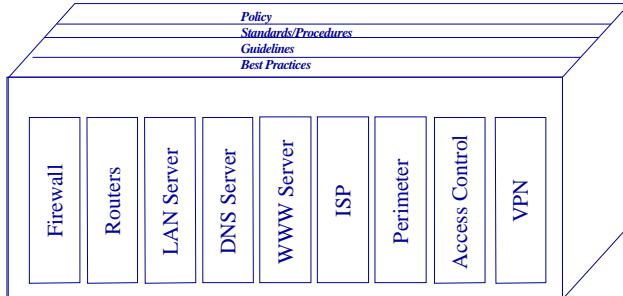 Policy
Standards/Procedures
Guidelines
Best Practices
Firewall
Routers
LAN Server
DNS Server
WWW Server
ISP
Perimeter
Access Control
VPN